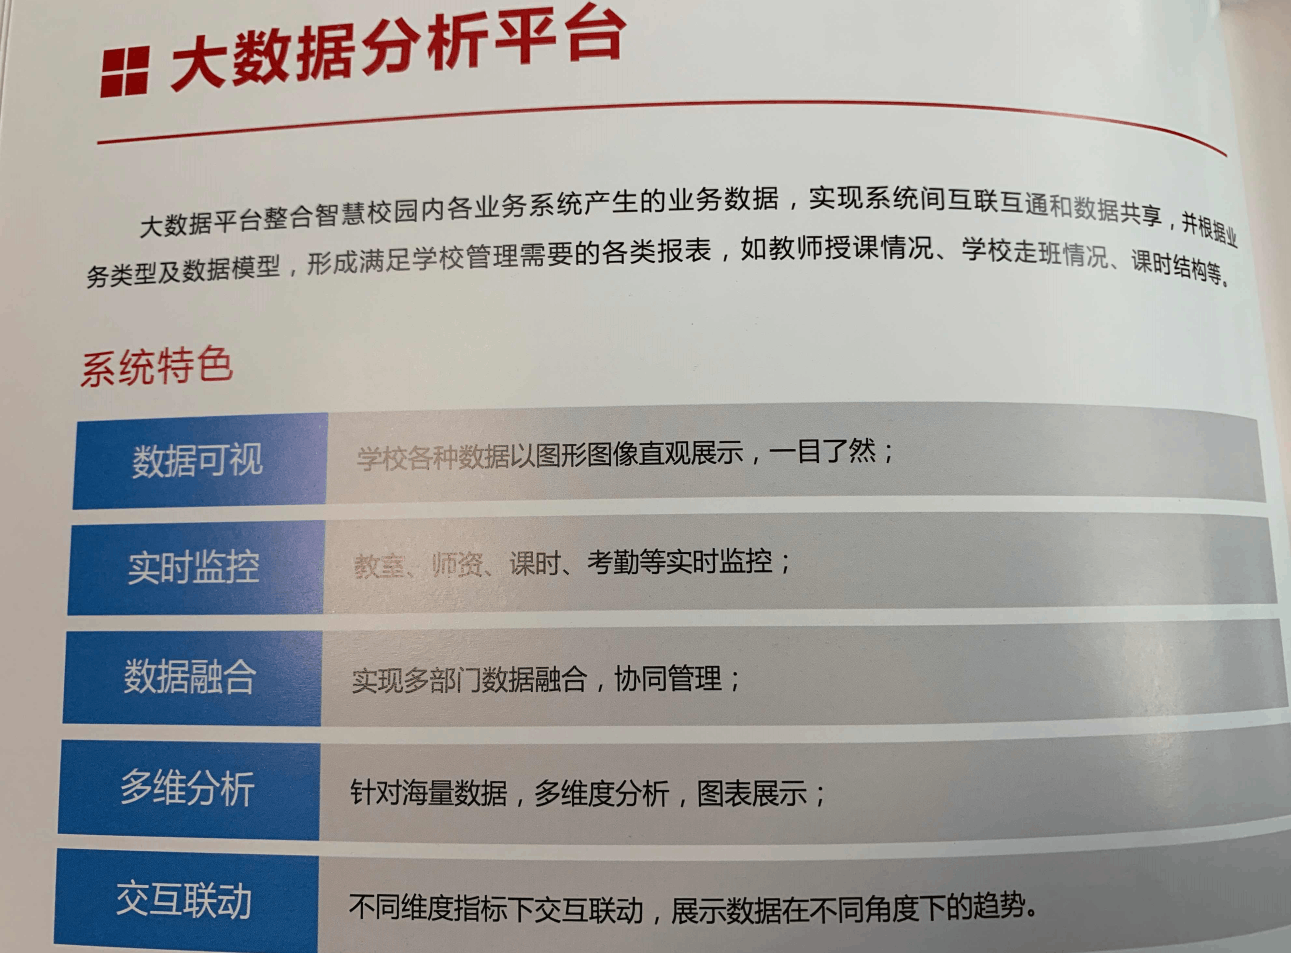 大数据分析平台
大数据平台整合智慧校园内各业务系统产生的业务数据，实现系统间互联互通和数据共享，并根据业
务类型及数据模型，形成满足学校管理需要的各类报表，如教师授课情况、学校走班情况、课时结构等。
系统特色
数据可视 学校各种数据以图形图像直观展示，一目了然；
实时监控 教室、师资、课时、考勤等实时监控；
数据融合 实现多部门数据融合，协同管理；
多维分析 针对海量数据，多维度分析，图表展示；
交互联动 不同维度指标下交互联动，展示数据在不同角度下的趋势。